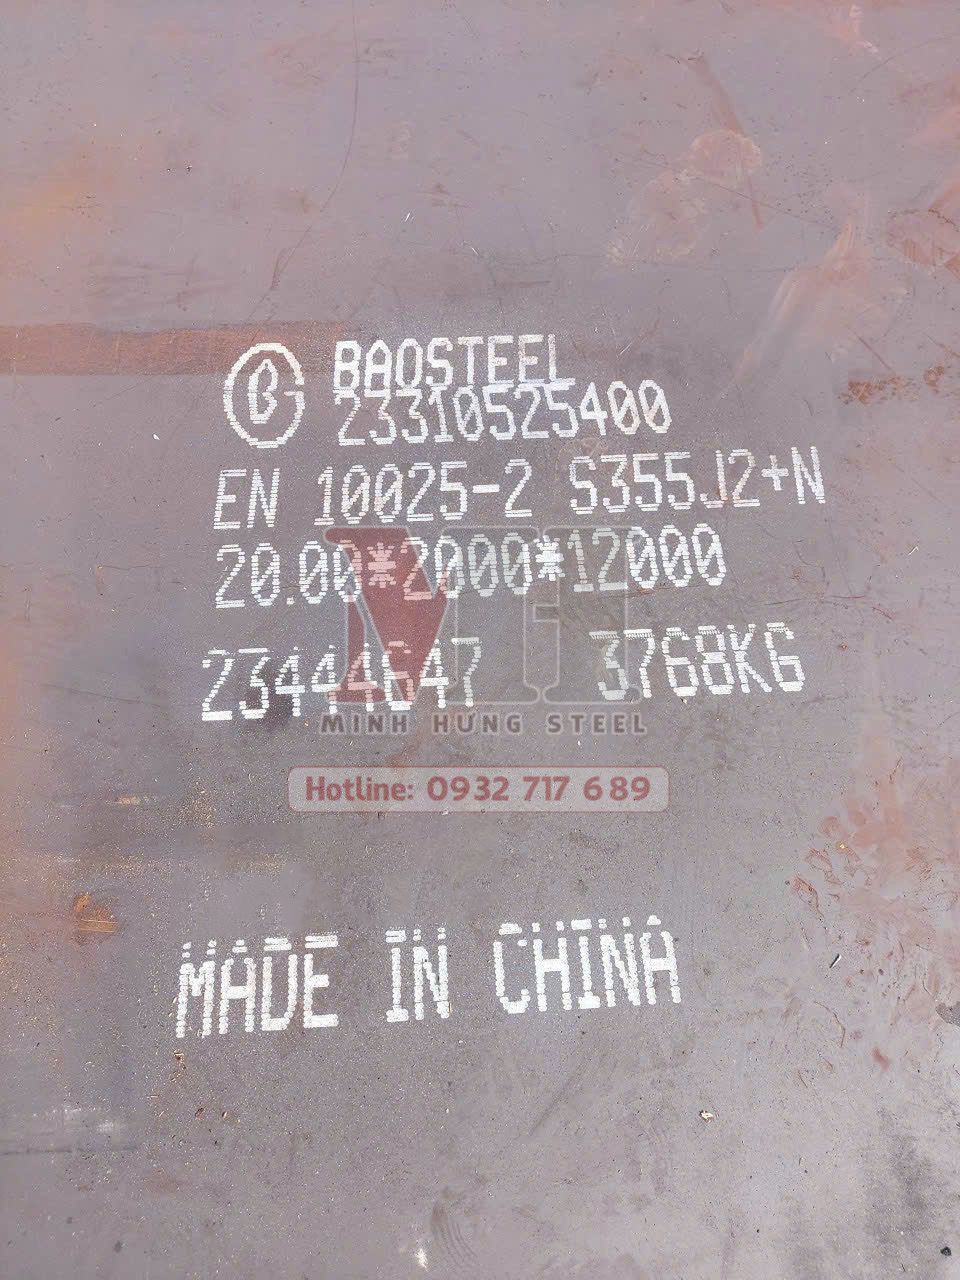 BAOSTEEL
23310525400
EN 10025-2 S355J2+N
20.00*2000*12000
23444647 3768KG
MH
MINH HUNG STEEL
Hotline: 0932 717 689
MADE IN CHINA